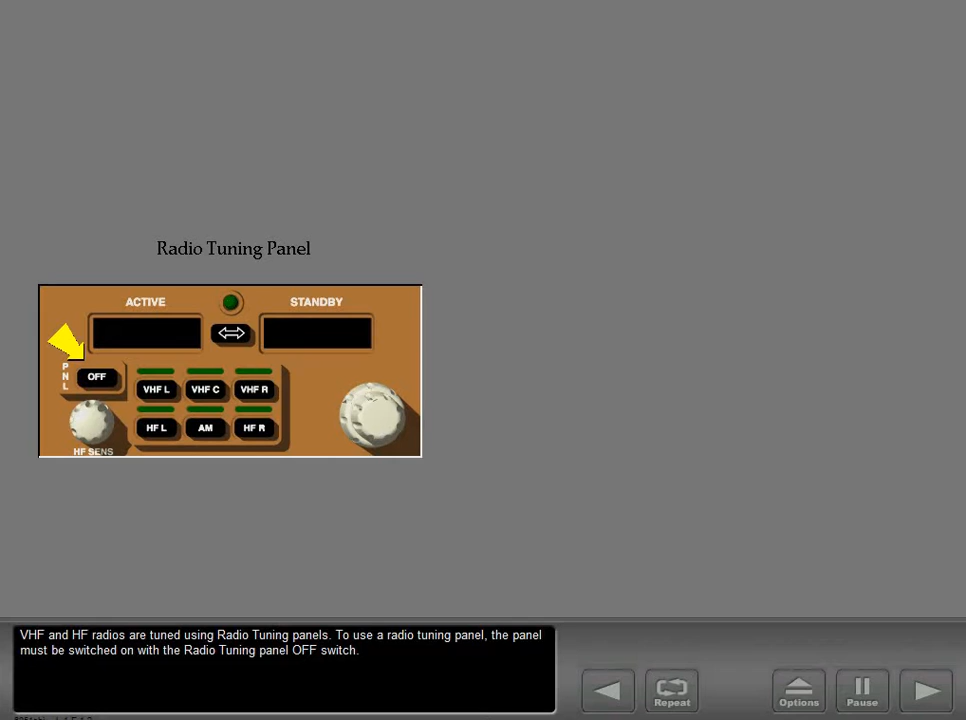 Radio Tuning Panel
ACTIVE
STANDBY
PNL
OFF
VHF L
VHF C
VHF R
HF L
AM
HF R
HF SENS
VHF and HF radios are tuned using Radio Tuning panels. To use a radio tuning panel, the panel
must be switched on with the Radio Tuning panel OFF switch.
Repeat
Options
Pause